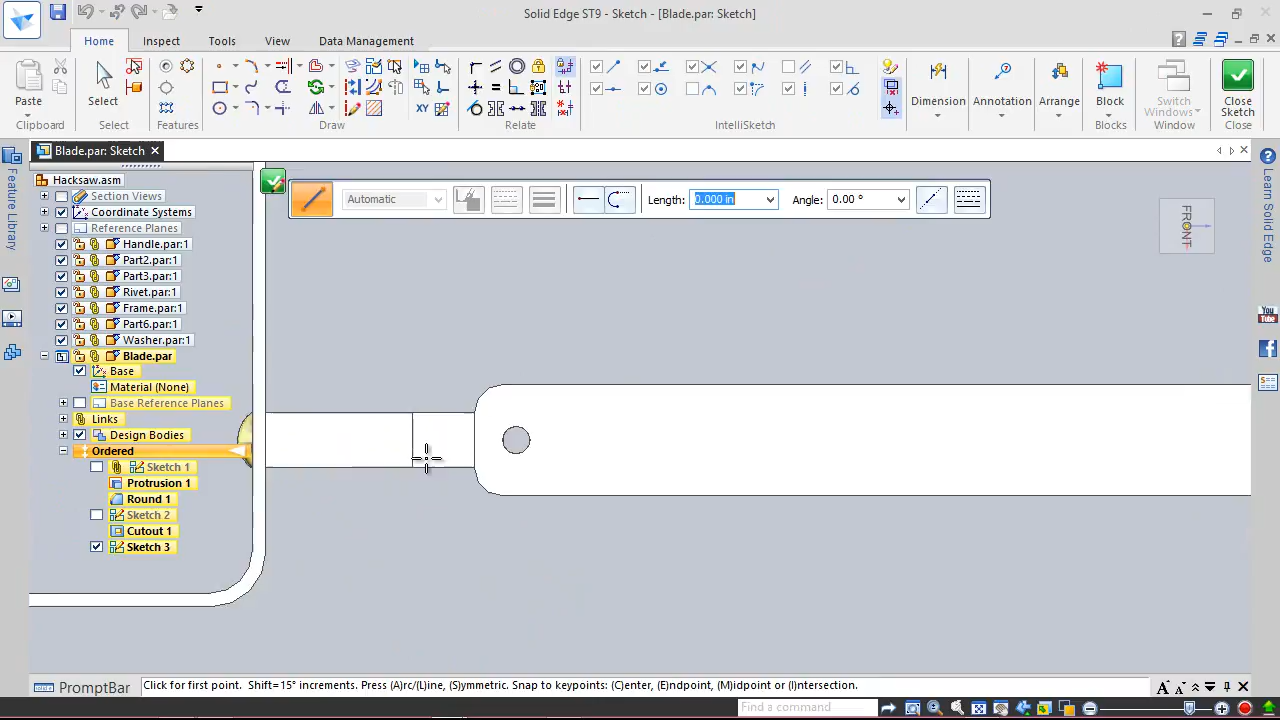 Solid Edge ST9 - Sketch - [Blade.par: Sketch]
Home Inspect Tools View Data Management
Paste
Select
Dimension
Annotation
Arrange
Block
Switch Windows
Close Sketch
Clipboard Select Features Draw Relate IntelliSketch Blocks Window Close
Blade.par: Sketch
Feature Library
Hacksaw.asm
Section Views
Coordinate Systems
Reference Planes
Handle.par:1
Part2.par:1
Part3.par:1
Rivet.par:1
Frame.par:1
Part6.par:1
Washer.par:1
Blade.par
Base
Material (None)
Base Reference Planes
Links
Design Bodies
Ordered
Sketch 1
Protrusion 1
Round 1
Sketch 2
Cutout 1
Sketch 3
Automatic
Length: 0.000 in
Angle: 0.00 °
FRONT
Learn Solid Edge
You Tube
PromptBar
Click for first point. Shift=15° increments. Press (A)rc/(L)ine, (S)ymmetric. Snap to keypoints: (C)enter, (E)ndpoint, (M)idpoint or (I)ntersection.
Find a command